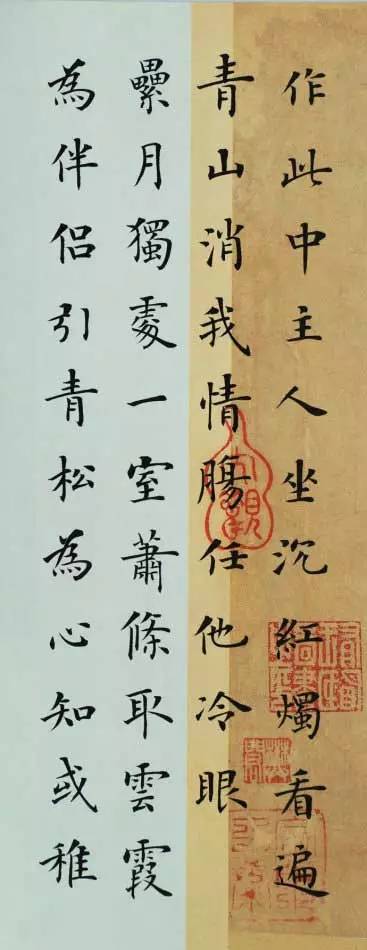 作此中主人坐沉紅燭看遍
青山消我情腸任他冷眼
累月獨處一室蕭條取雲霞
為伴侶引青松為心知或稚